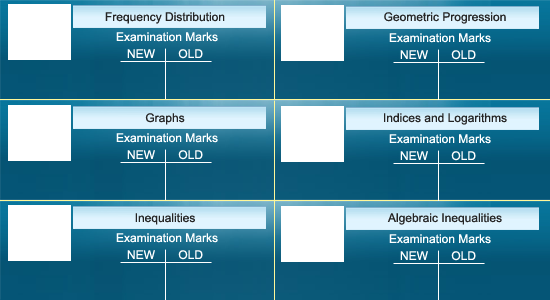 Frequency Distribution
Examination Marks
NEW OLD
Geometric Progression
Examination Marks
NEW OLD
Graphs
Examination Marks
NEW OLD
Indices and Logarithms
Examination Marks
NEW OLD
Inequalities
Examination Marks
NEW OLD
Algebraic Inequalities
Examination Marks
NEW OLD